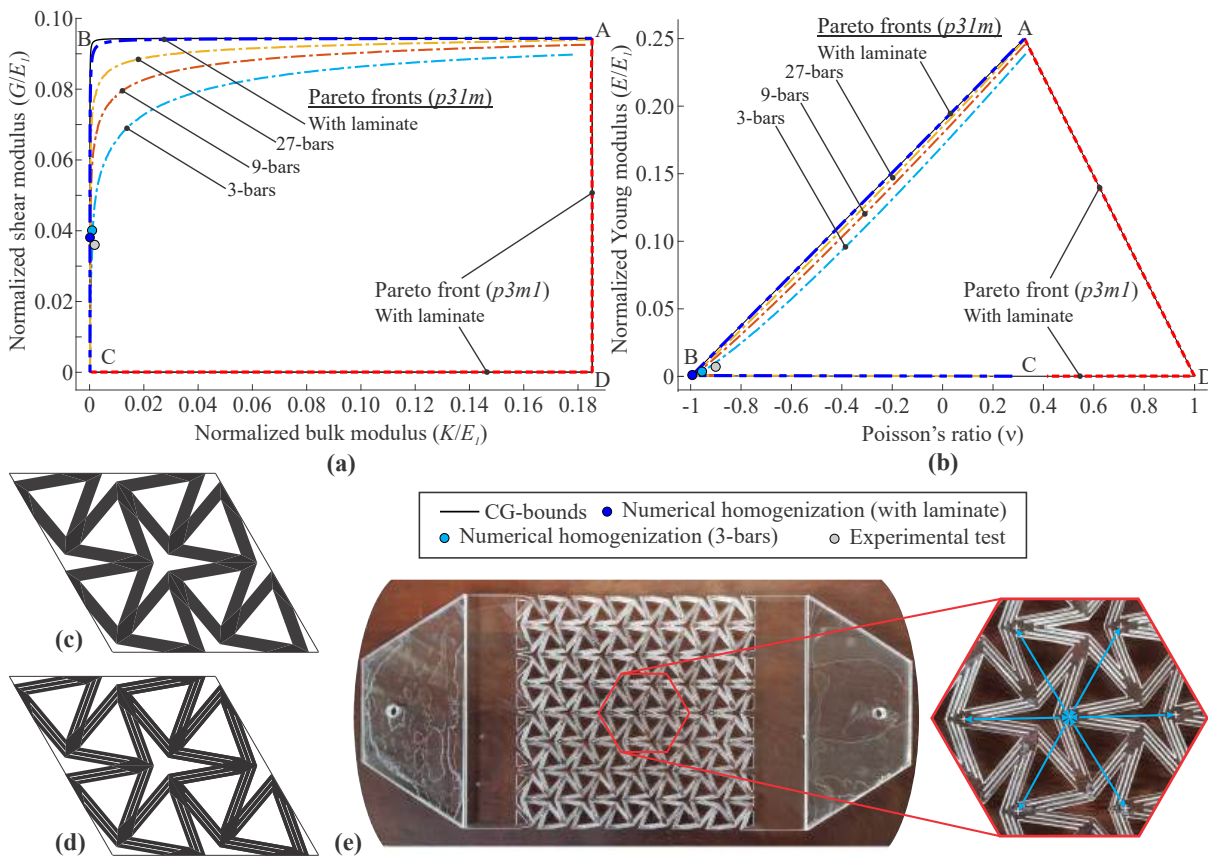 0.10
0.08
0.06
0.04
0.02
0
Normalized shear modulus (G/E₁)
B
A
Pareto fronts (p31m)
With laminate
27-bars
9-bars
3-bars
Pareto front (p3m1)
With laminate
C
D
0 0.02 0.04 0.06 0.08 0.10 0.12 0.14 0.16 0.18
Normalized bulk modulus (K/E₁)
(a)
0.25
0.20
0.15
0.10
0.05
0
Normalized Young modulus (E/E₁)
Pareto fronts (p31m)
A
With laminate
27-bars
9-bars
3-bars
Pareto front (p3m1)
With laminate
B
C
D
-1 -0.8 -0.6 -0.4 -0.2 0 0.2 0.4 0.6 0.8 1
Poisson's ratio (ν)
(b)
CG-bounds Numerical homogenization (with laminate)
Numerical homogenization (3-bars) Experimental test
(c)
(d)
(e)